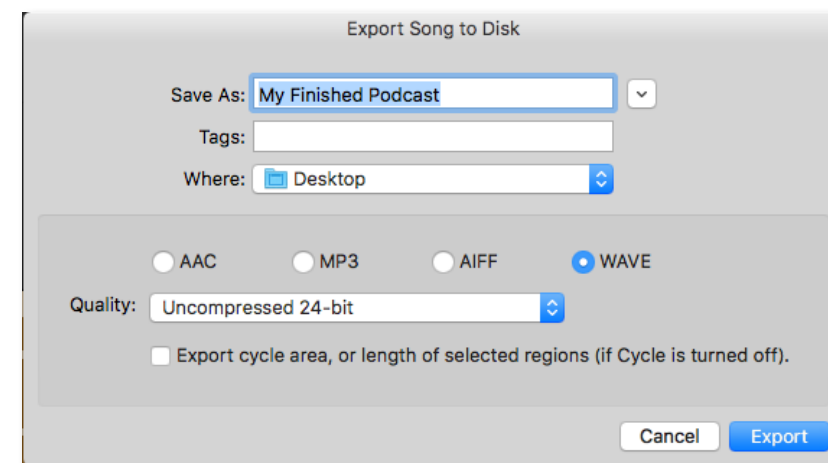 Export Song to Disk
Save As: My Finished Podcast
Tags:
Where: Desktop
AAC MP3 AIFF WAVE
Quality: Uncompressed 24-bit
Export cycle area, or length of selected regions (if Cycle is turned off).
Cancel Export